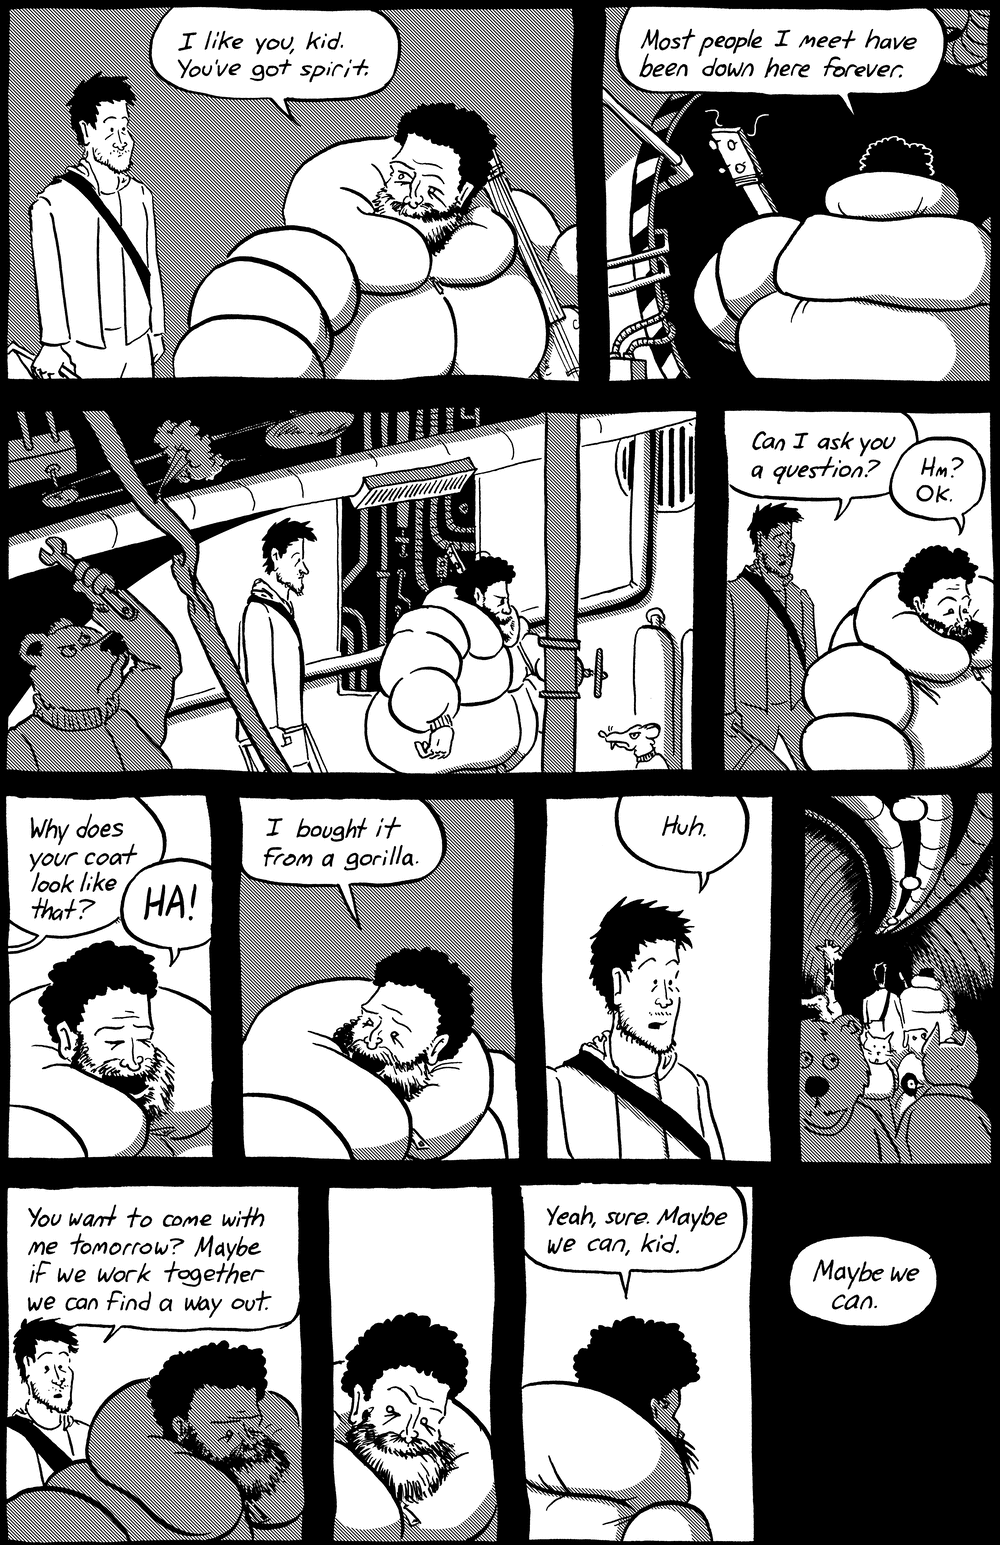 I like you, kid.
You've got spirit.
Most people I meet have
been down here forever.
Can I ask you
a question?
Hm?
OK.
Why does
your coat
look like
that?
HA!
I bought it
from a gorilla.
Huh.
You want to come with
me tomorrow? Maybe
if we work together
we can find a way out.
Yeah, sure. Maybe
we can, kid.
Maybe we
can.